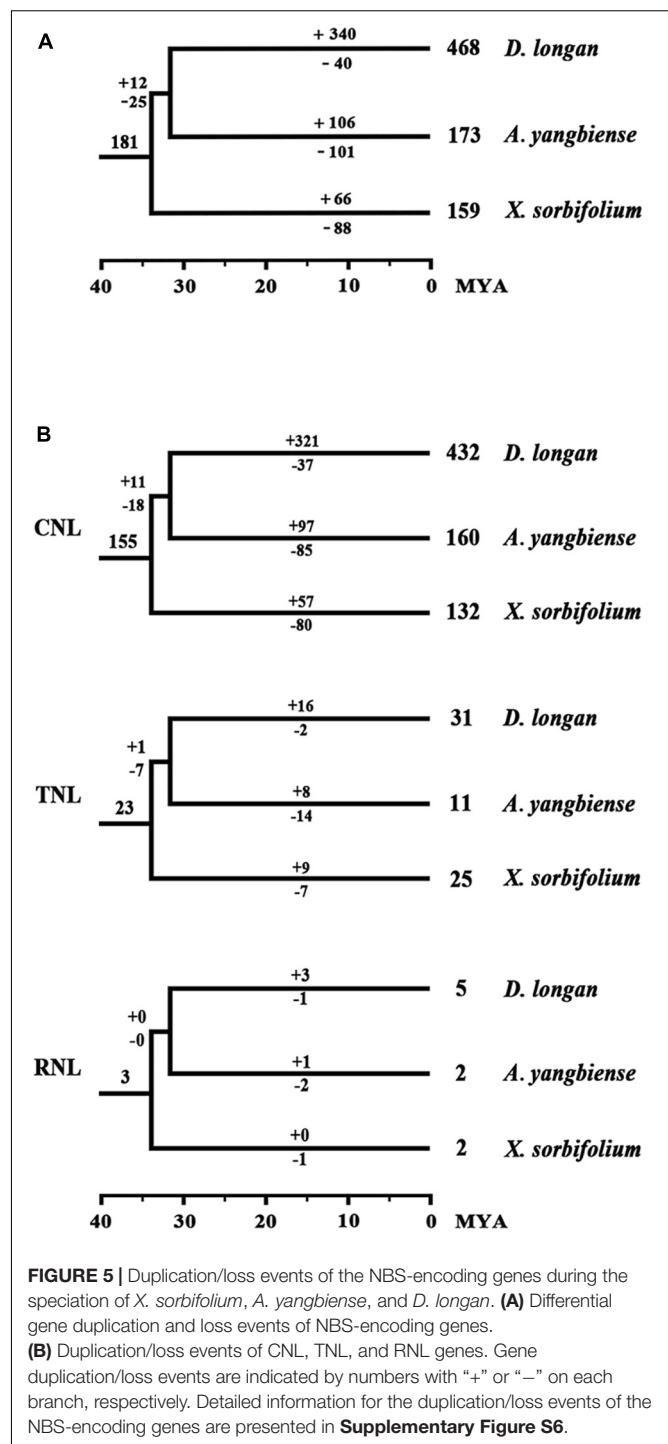 A
+ 340
468 D. longan
- 40
+12
-25
+ 106
181
173 A. yangbiense
- 101
+ 66
159 X. sorbifolium
- 88
40 30 20 10 0 MYA
B
+321
432 D. longan
-37
+11
-18
+97
CNL
155
160 A. yangbiense
-85
+57
132 X. sorbifolium
-80
+16
31 D. longan
-2
+1
-7
+8
TNL
23
11 A. yangbiense
-14
+9
25 X. sorbifolium
-7
+3
5 D. longan
-1
+0
-0
+1
RNL
3
2 A. yangbiense
-2
+0
2 X. sorbifolium
-1
40 30 20 10 0 MYA
FIGURE 5 | Duplication/loss events of the NBS-encoding genes during the
speciation of X. sorbifolium, A. yangbiense, and D. longan. (A) Differential
gene duplication and loss events of NBS-encoding genes.
(B) Duplication/loss events of CNL, TNL, and RNL genes. Gene
duplication/loss events are indicated by numbers with “+” or “−” on each
branch, respectively. Detailed information for the duplication/loss events of the
NBS-encoding genes are presented in Supplementary Figure S6.